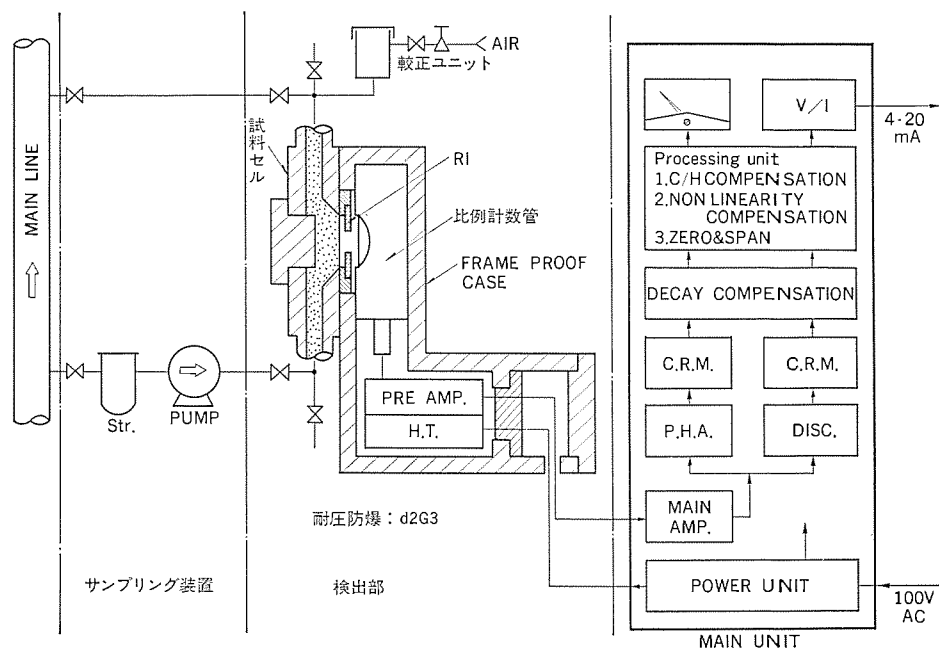 MAIN LINE
Str.
PUMP
サンプリング装置
試料セル
AIR
較正ユニット
RI
比例計数管
FRAME PROOF
CASE
PRE AMP.
H.T.
耐圧防爆：d2G3
検出部
V/I
4-20
mA
Processing unit
1.C/H COMPENSATION
2.NON LINEARITY
COMPENSATION
3.ZERO&SPAN
DECAY COMPENSATION
C.R.M.
C.R.M.
P.H.A.
DISC.
MAIN
AMP.
POWER UNIT
100V
AC
MAIN UNIT